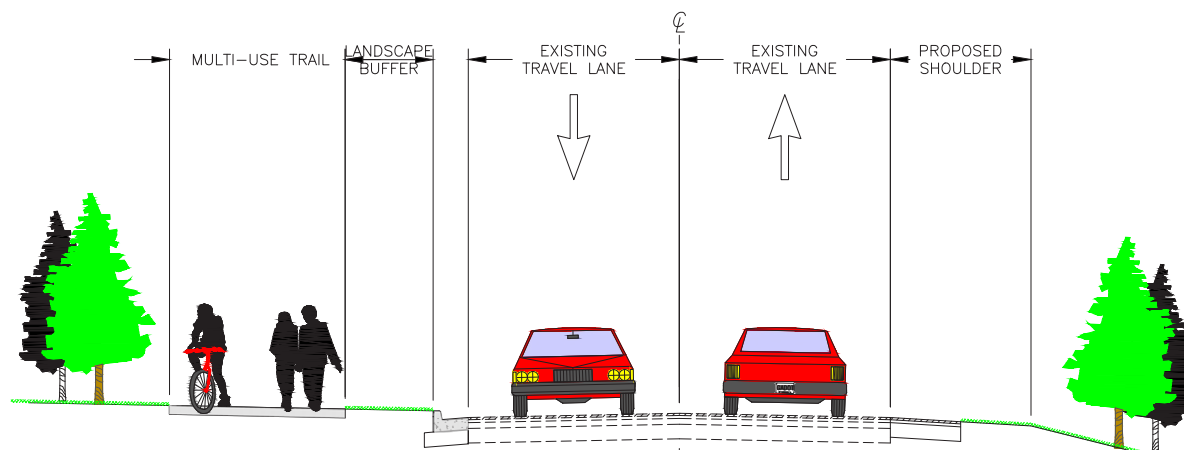 ℄
MULTI-USE TRAIL
LANDSCAPE
BUFFER
EXISTING
TRAVEL LANE
EXISTING
TRAVEL LANE
PROPOSED
SHOULDER